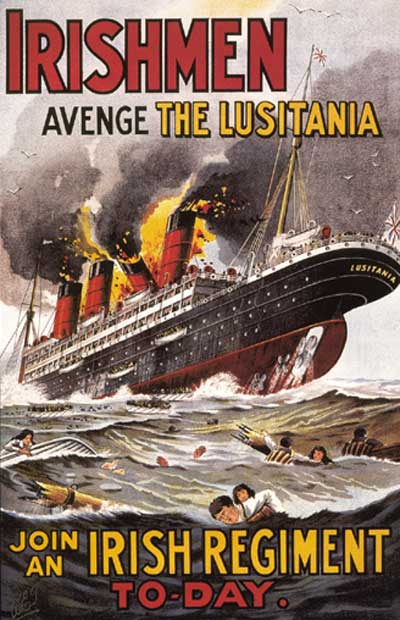 IRISHMEN
AVENGE THE LUSITANIA
LUSITANIA
JOIN AN IRISH REGIMENT
TO-DAY.